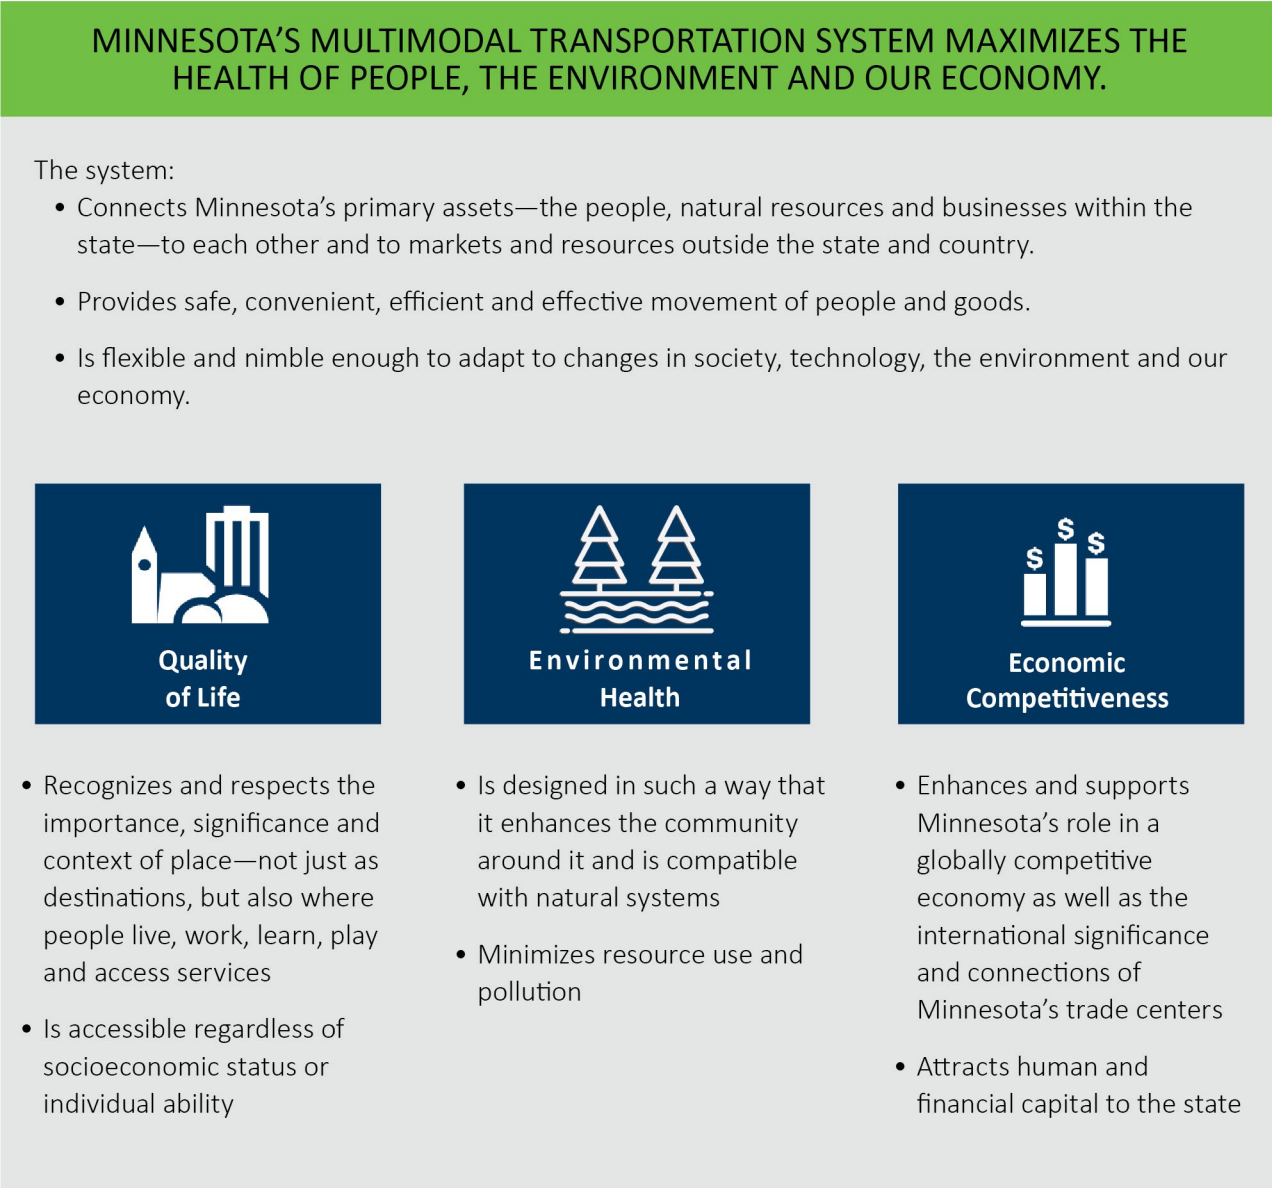 MINNESOTA’S MULTIMODAL TRANSPORTATION SYSTEM MAXIMIZES THE
HEALTH OF PEOPLE, THE ENVIRONMENT AND OUR ECONOMY.
The system:
• Connects Minnesota’s primary assets—the people, natural resources and businesses within the
state—to each other and to markets and resources outside the state and country.
• Provides safe, convenient, efficient and effective movement of people and goods.
• Is flexible and nimble enough to adapt to changes in society, technology, the environment and our
economy.
Quality
of Life
• Recognizes and respects the
importance, significance and
context of place—not just as
destinations, but also where
people live, work, learn, play
and access services
• Is accessible regardless of
socioeconomic status or
individual ability
Environmental
Health
• Is designed in such a way that
it enhances the community
around it and is compatible
with natural systems
• Minimizes resource use and
pollution
$ $ $
Economic
Competitiveness
• Enhances and supports
Minnesota’s role in a
globally competitive
economy as well as the
international significance
and connections of
Minnesota’s trade centers
• Attracts human and
financial capital to the state